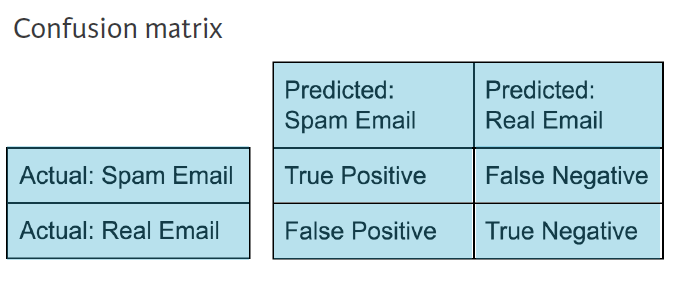 Confusion matrix
Predicted:
Spam Email
Predicted:
Real Email
Actual: Spam Email
True Positive
False Negative
Actual: Real Email
False Positive
True Negative